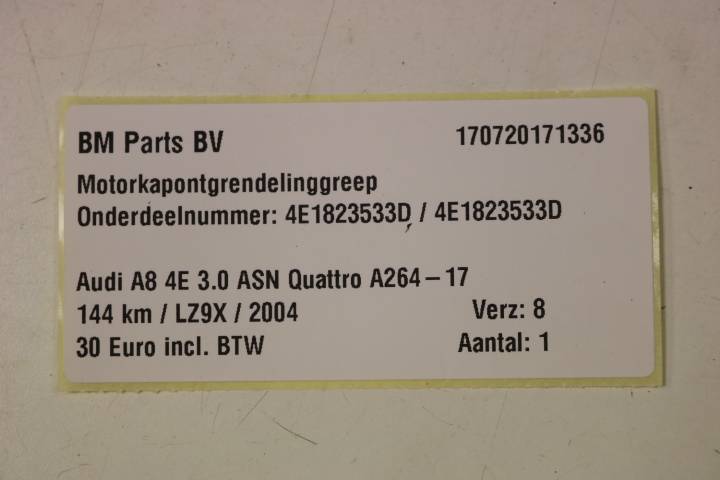 BM Parts BV 170720171336
Motorkapontgrendelinggreep
Onderdeelnummer: 4E1823533D / 4E1823533D
Audi A8 4E 3.0 ASN Quattro A264-17
144 km / LZ9X / 2004 Verz: 8
30 Euro incl. BTW Aantal: 1